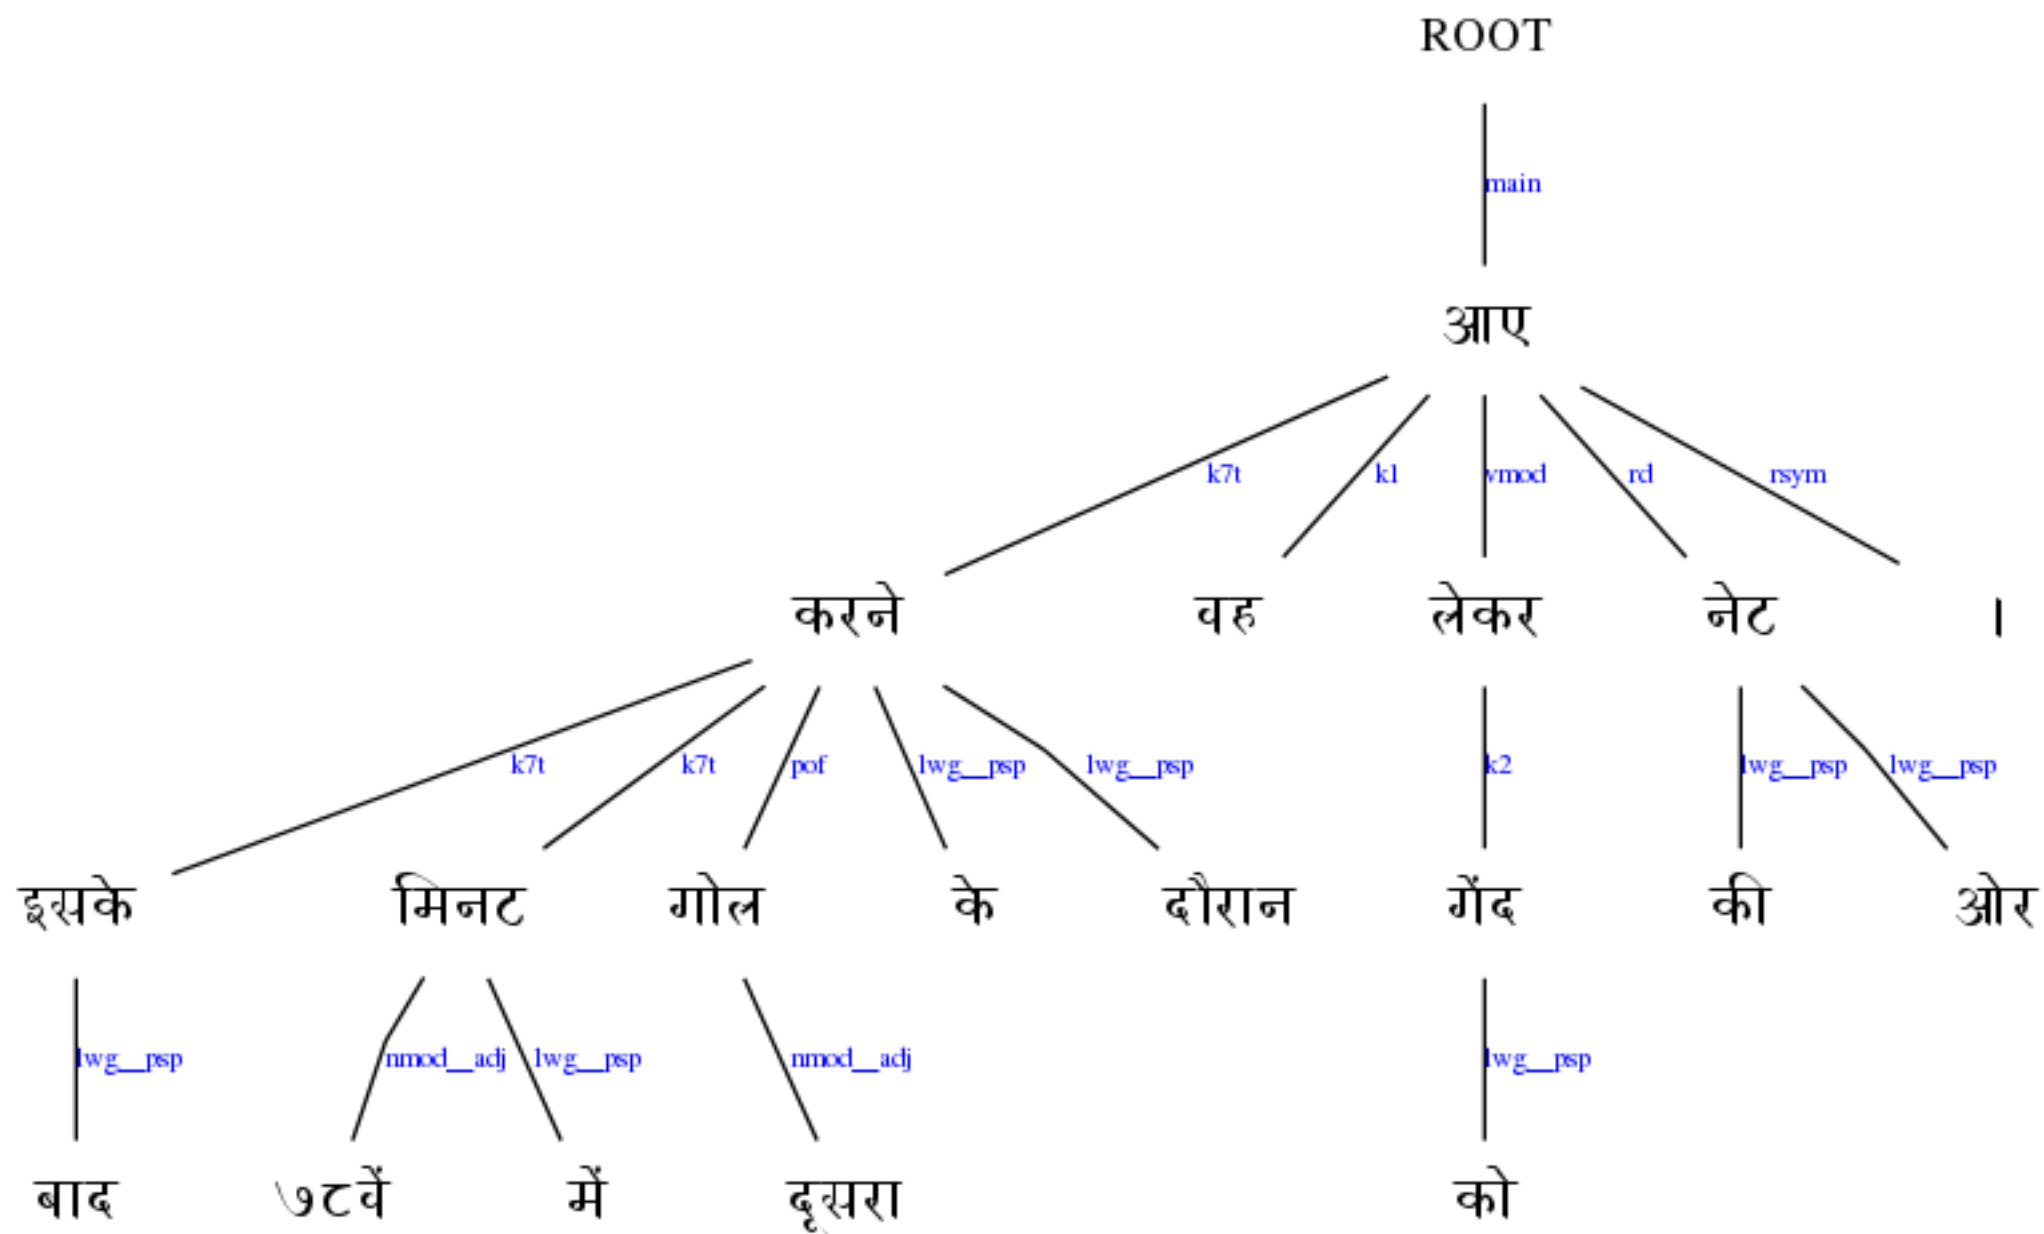 ROOT
main
आए
k7t k1 vmod rd rsym
करने वह लेकर नेट ।
k7t k7t pof lwg__psp lwg__psp k2 lwg__psp lwg__psp
इसके मिनट गोल के दौरान गेंद की ओर
lwg__psp nmod__adj lwg__psp nmod__adj lwg__psp
बाद ७८वें में दूसरा को